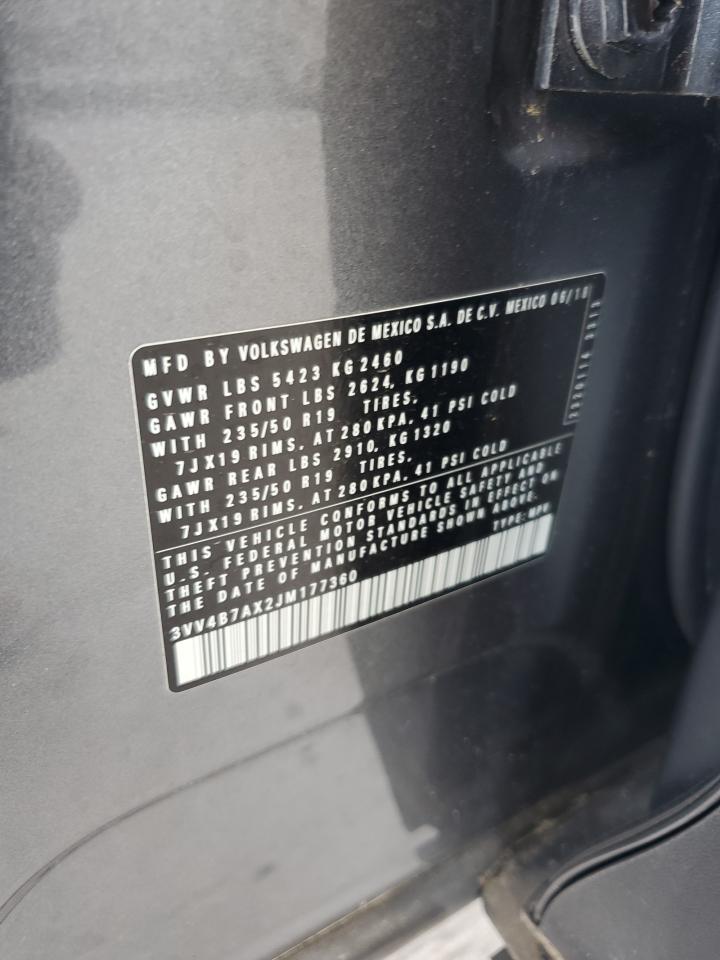 MFD BY VOLKSWAGEN DE MEXICO S.A. DE C.V. MEXICO 06/18
GVWR LBS 5423 KG 2460
GAWR FRONT LBS 2624, KG 1190
WITH 235/50 R19 TIRES,
7JX19 RIMS, AT 280 KPA, 41 PSI COLD
GAWR REAR LBS 2910, KG 1320
WITH 235/50 R19 TIRES,
7JX19 RIMS, AT 280 KPA, 41 PSI COLD
THIS VEHICLE CONFORMS TO ALL APPLICABLE
U.S. FEDERAL MOTOR VEHICLE SAFETY AND
THEFT PREVENTION STANDARDS IN EFFECT ON
THE DATE OF MANUFACTURE SHOWN ABOVE.
TYPE: MPV
3VV4B7AX2JM177360